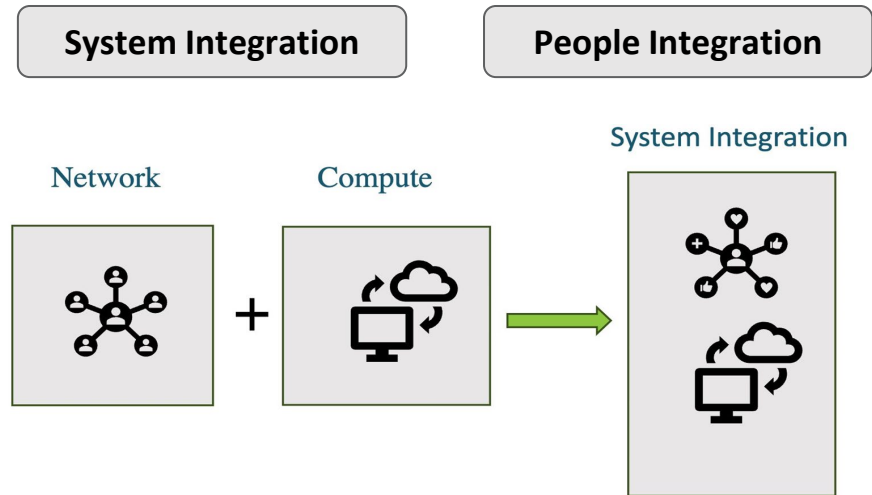 System Integration
People Integration
System Integration
Network
Compute
+